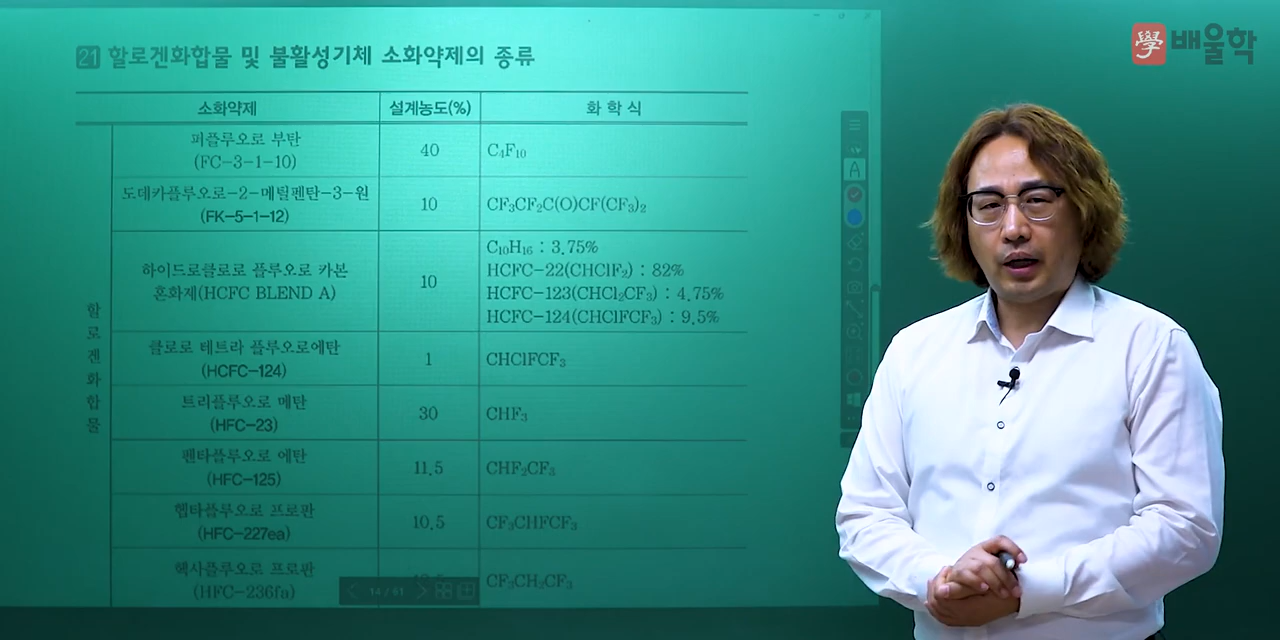 學 배울학
21 할로겐화합물 및 불활성기체 소화약제의 종류
소화약제 설계농도(%) 화 학 식
할로겐화합물
퍼플루오로 부탄
(FC-3-1-10)
40
C₄F₁₀
도데카플루오로-2-메틸펜탄-3-원
(FK-5-1-12)
10
CF₃CF₂C(O)CF(CF₃)₂
하이드로클로로 플루오로 카본
혼화제(HCFC BLEND A)
10
C₁₀H₁₆ : 3.75%
HCFC-22(CHClF₂) : 82%
HCFC-123(CHCl₂CF₃) : 4.75%
HCFC-124(CHClFCF₃) : 9.5%
클로로 테트라 플루오로에탄
(HCFC-124)
1
CHClFCF₃
트리플루오로 메탄
(HFC-23)
30
CHF₃
펜타플루오로 에탄
(HFC-125)
11.5
CHF₂CF₃
헵타플루오로 프로판
(HFC-227ea)
10.5
CF₃CHFCF₃
헥사플루오로 프로판
(HFC-236fa)
CF₃CH₂CF₃
A